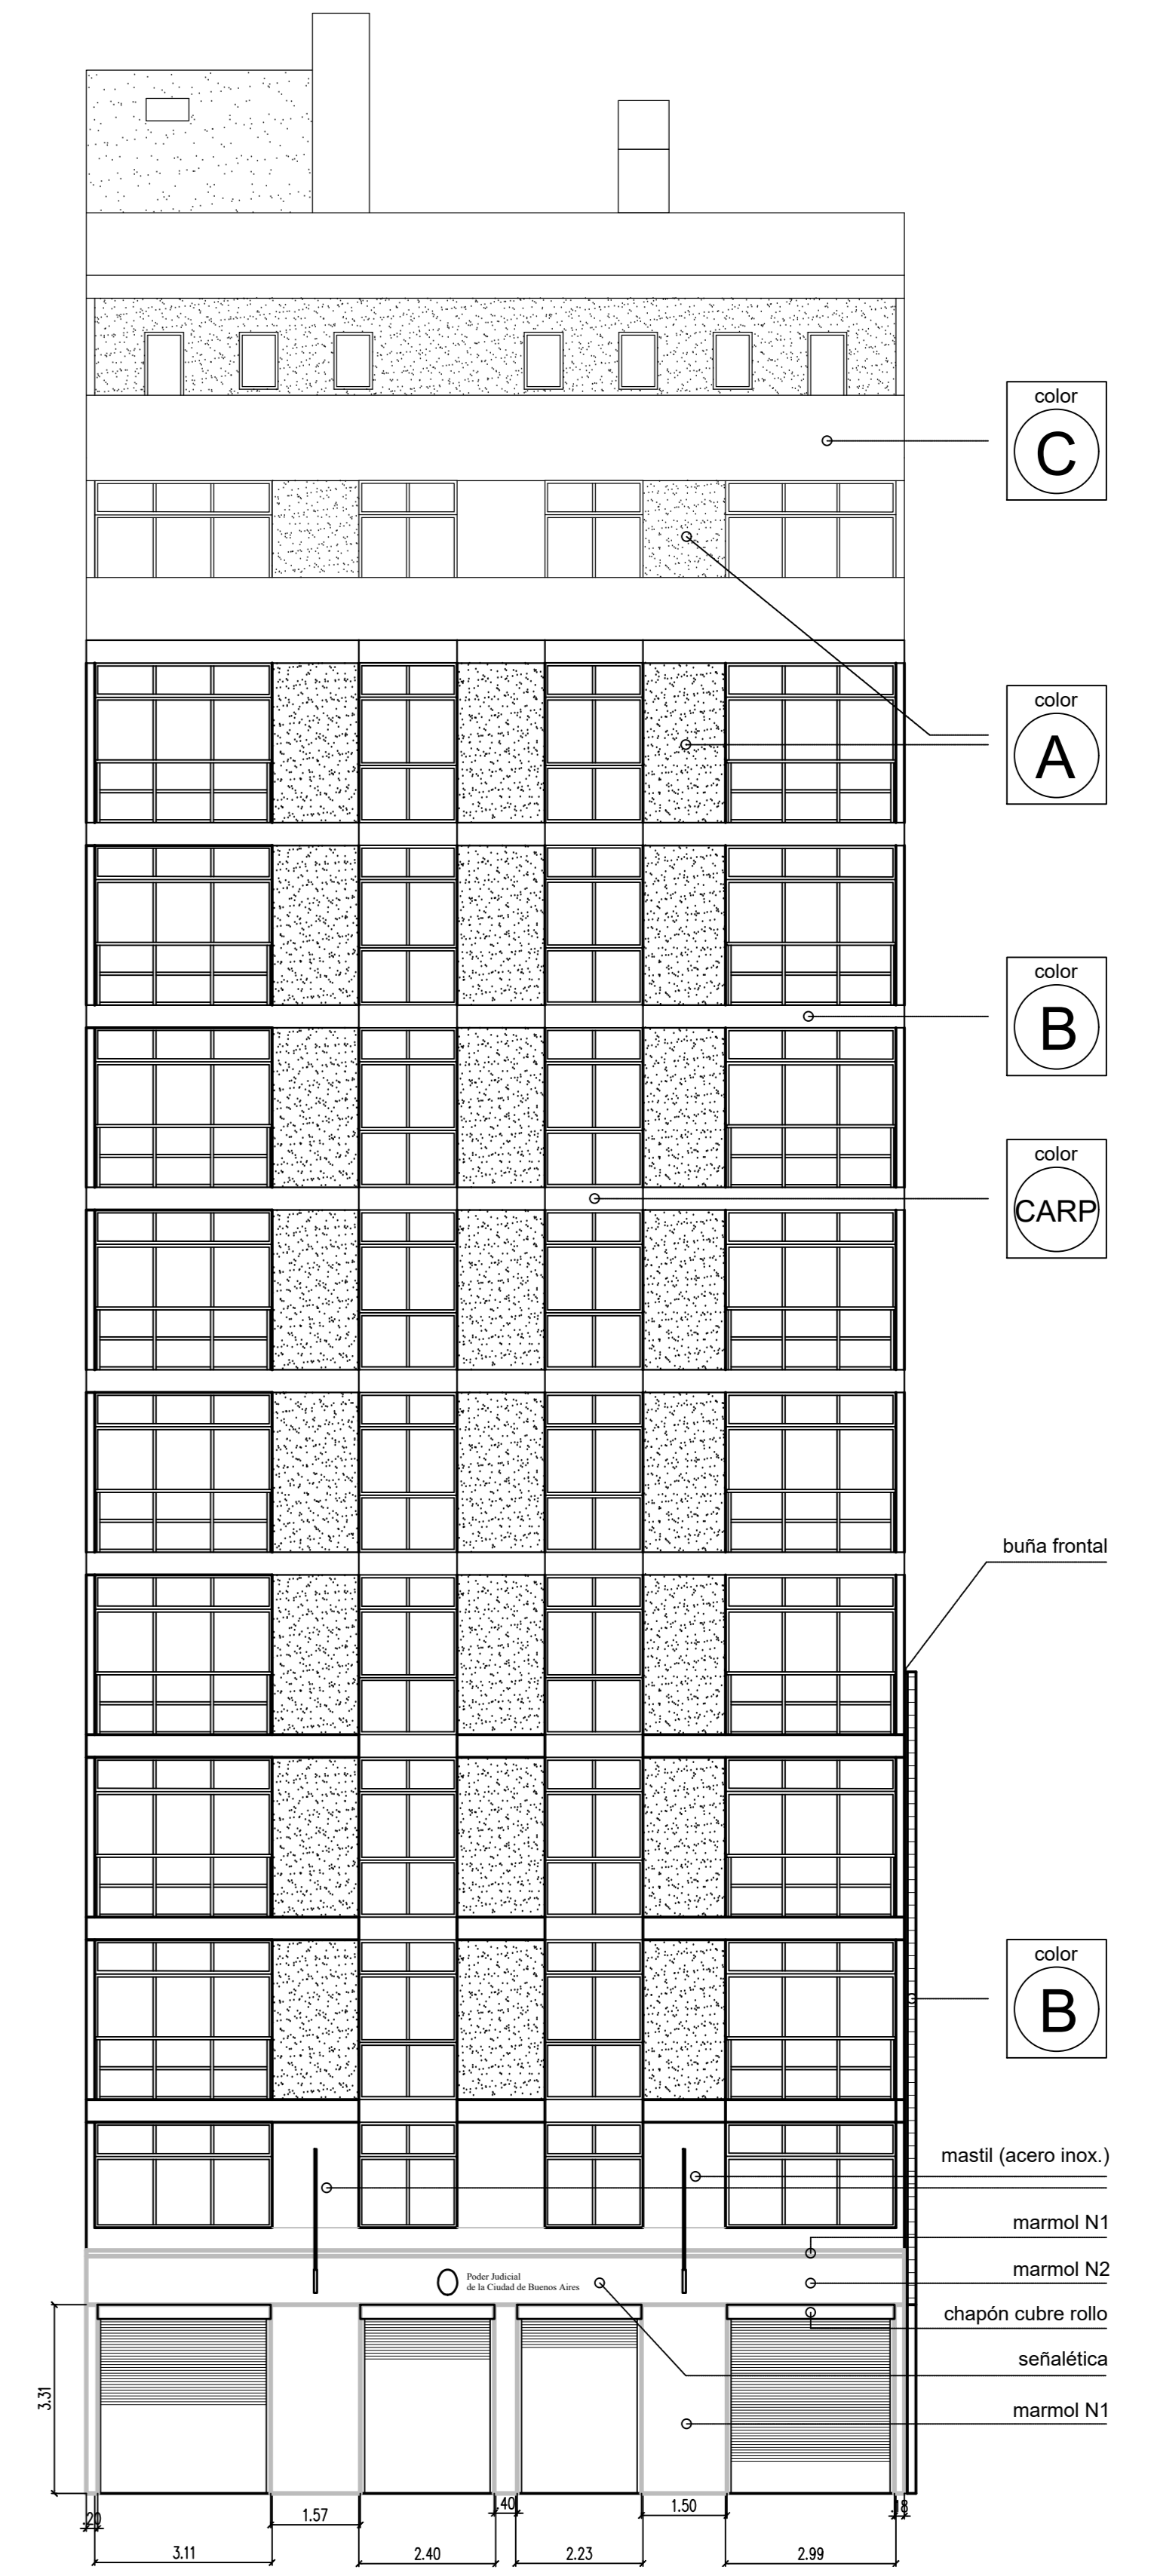 color
C
color
A
color
B
color
CARP
buña frontal
color
B
mastil (acero inox.)
marmol N1
marmol N2
Poder Judicial
de la Ciudad de Buenos Aires
chapón cubre rollo
señalética
marmol N1
3.31
.20
1.57
.40
1.50
.18
3.11
2.40
2.23
2.99